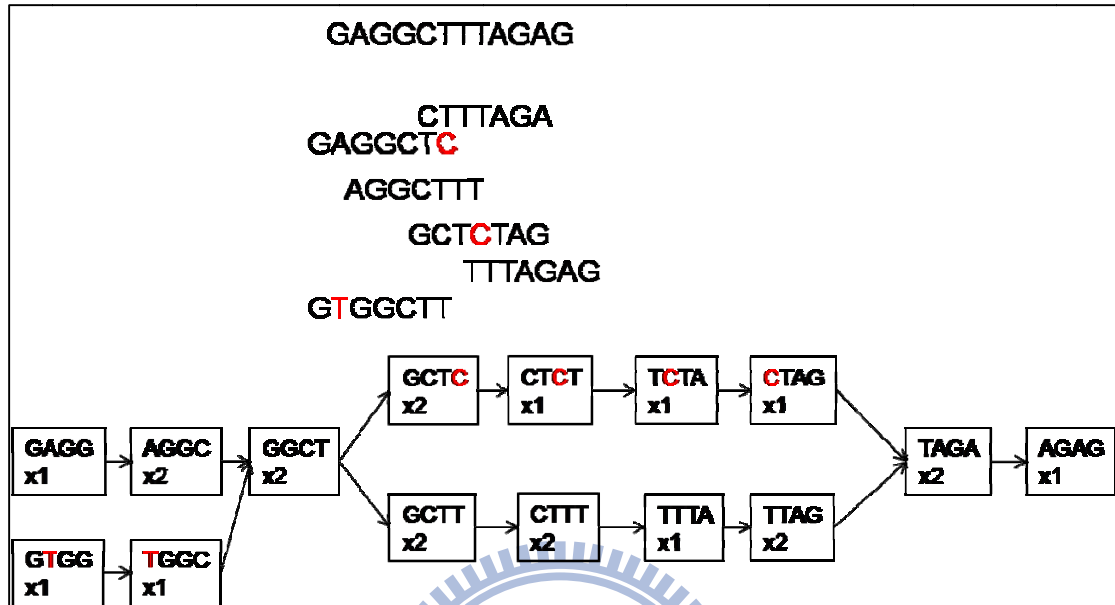 GAGGCTTTAGAG
CTTTAGA
GAGGCTC
AGGCTTT
GCTCTAG
TTTAGAG
GTGGCTT
GCTC
x2
CTCT
x1
TCTA
x1
CTAG
x1
GAGG
x1
AGGC
x2
GGCT
x2
TAGA
x2
AGAG
x1
GCTT
x2
CTTT
x2
TTTA
x1
TTAG
x2
GTGG
x1
TGGC
x1